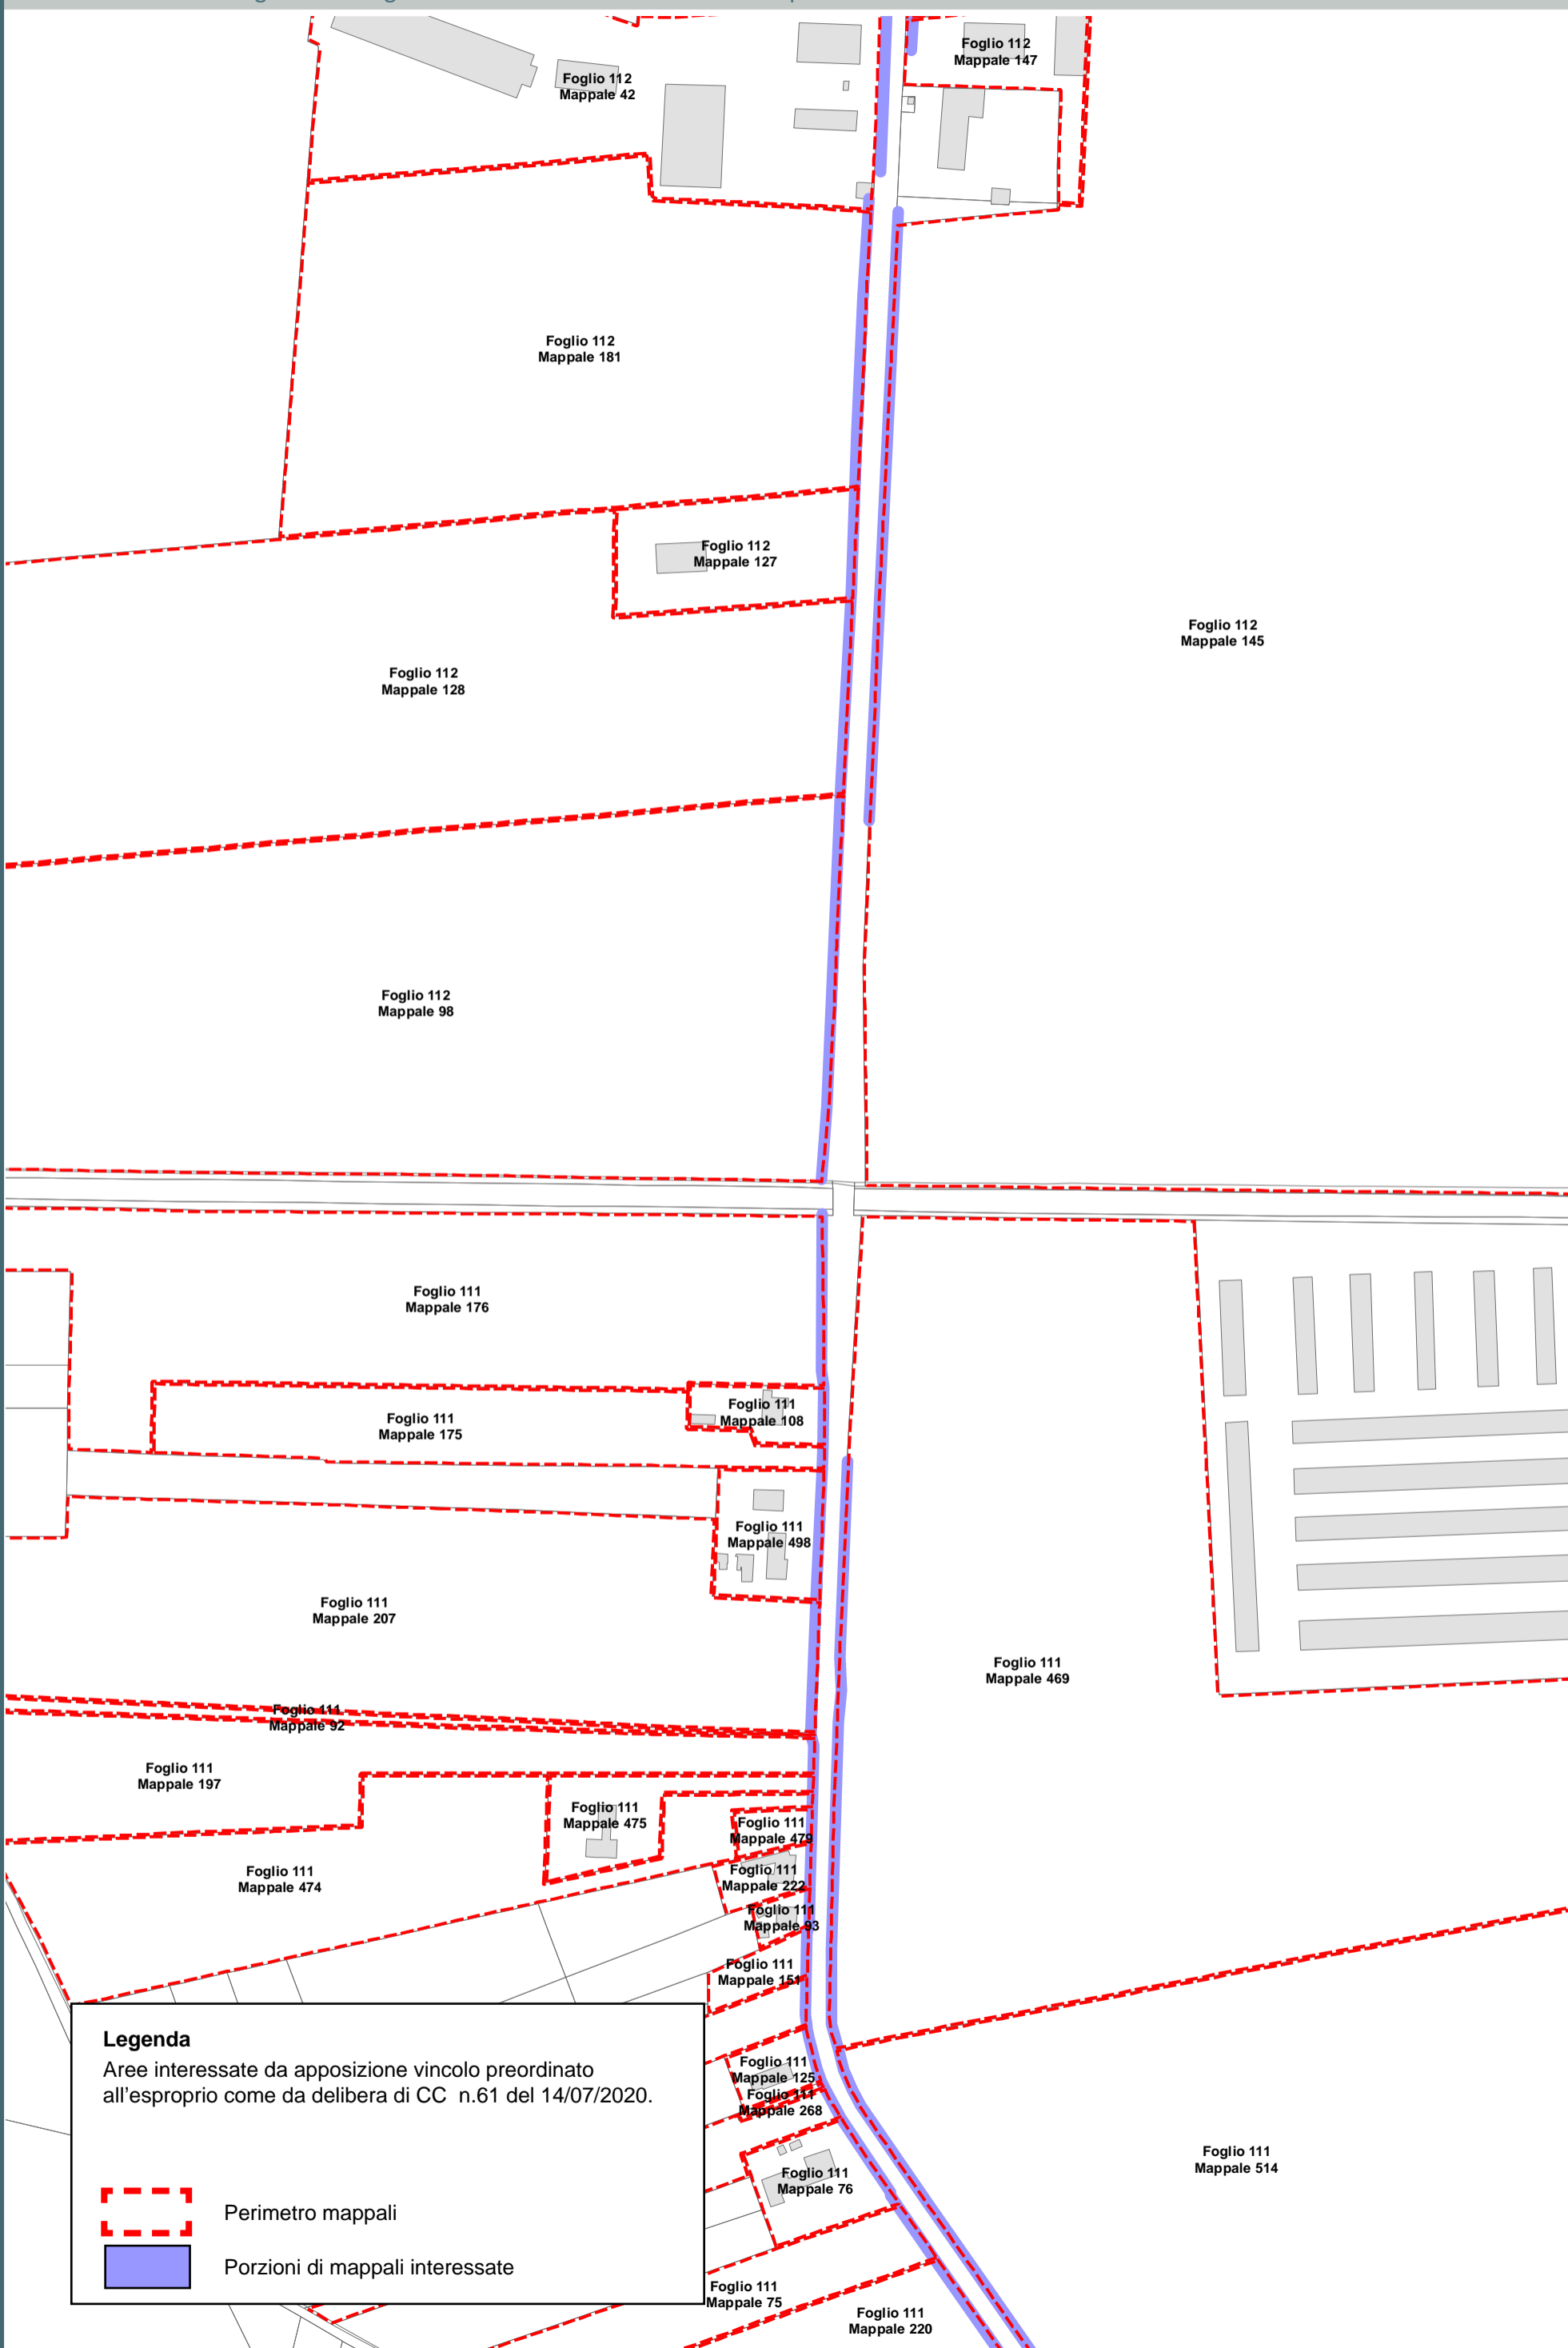 Foglio 112
Mappale 147
Foglio 112
Mappale 42
Foglio 112
Mappale 181
Foglio 112
Mappale 127
Foglio 112
Mappale 145
Foglio 112
Mappale 128
Foglio 112
Mappale 98
Foglio 111
Mappale 176
Foglio 111
Mappale 108
Foglio 111
Mappale 175
Foglio 111
Mappale 498
Foglio 111
Mappale 207
Foglio 111
Mappale 469
Foglio 111
Mappale 92
Foglio 111
Mappale 197
Foglio 111
Mappale 475
Foglio 111
Mappale 479
Foglio 111
Mappale 474
Foglio 111
Mappale 222
Foglio 111
Mappale 93
Foglio 111
Mappale 151
Foglio 111
Mappale 125
Foglio 111
Mappale 268
Foglio 111
Mappale 514
Foglio 111
Mappale 76
Foglio 111
Mappale 75
Foglio 111
Mappale 220
Legenda
Aree interessate da apposizione vincolo preordinato
all'esproprio come da delibera di CC n.61 del 14/07/2020.
Perimetro mappali
Porzioni di mappali interessate